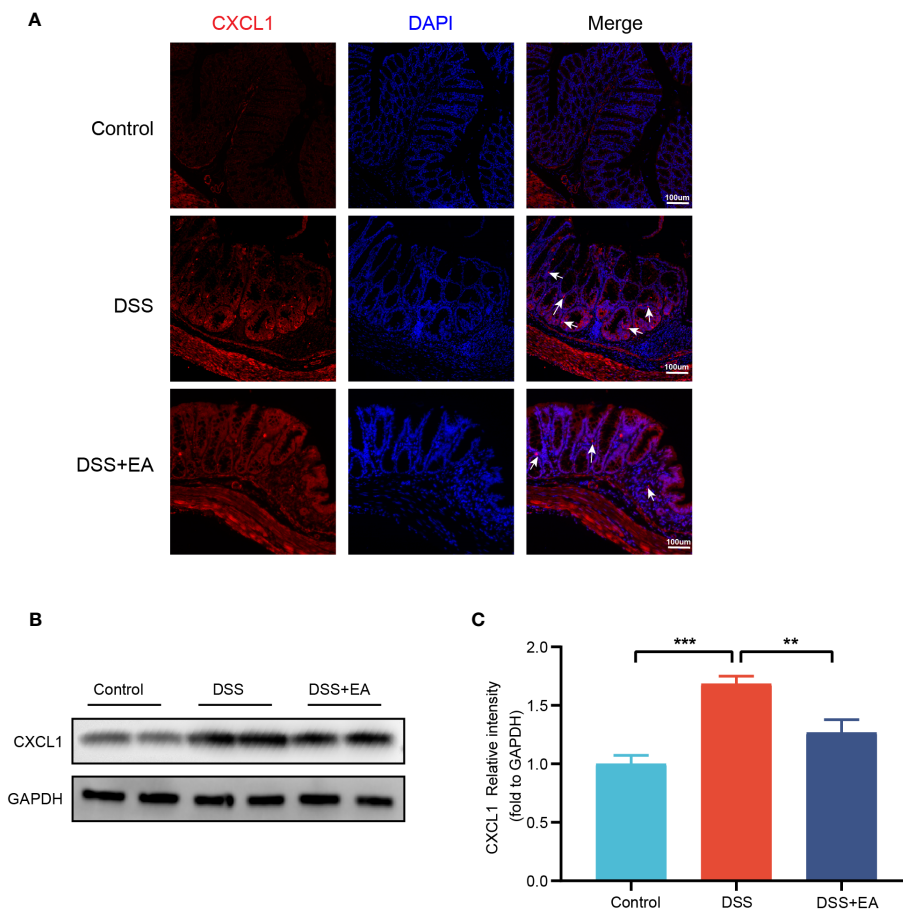 A
CXCL1 DAPI Merge
Control
100um
DSS
100um
DSS+EA
100um
B
Control DSS DSS+EA
CXCL1
GAPDH
C
CXCL1 Relative intensity
(fold to GAPDH)
2.0
1.5
1.0
0.5
0.0
*** **
Control DSS DSS+EA